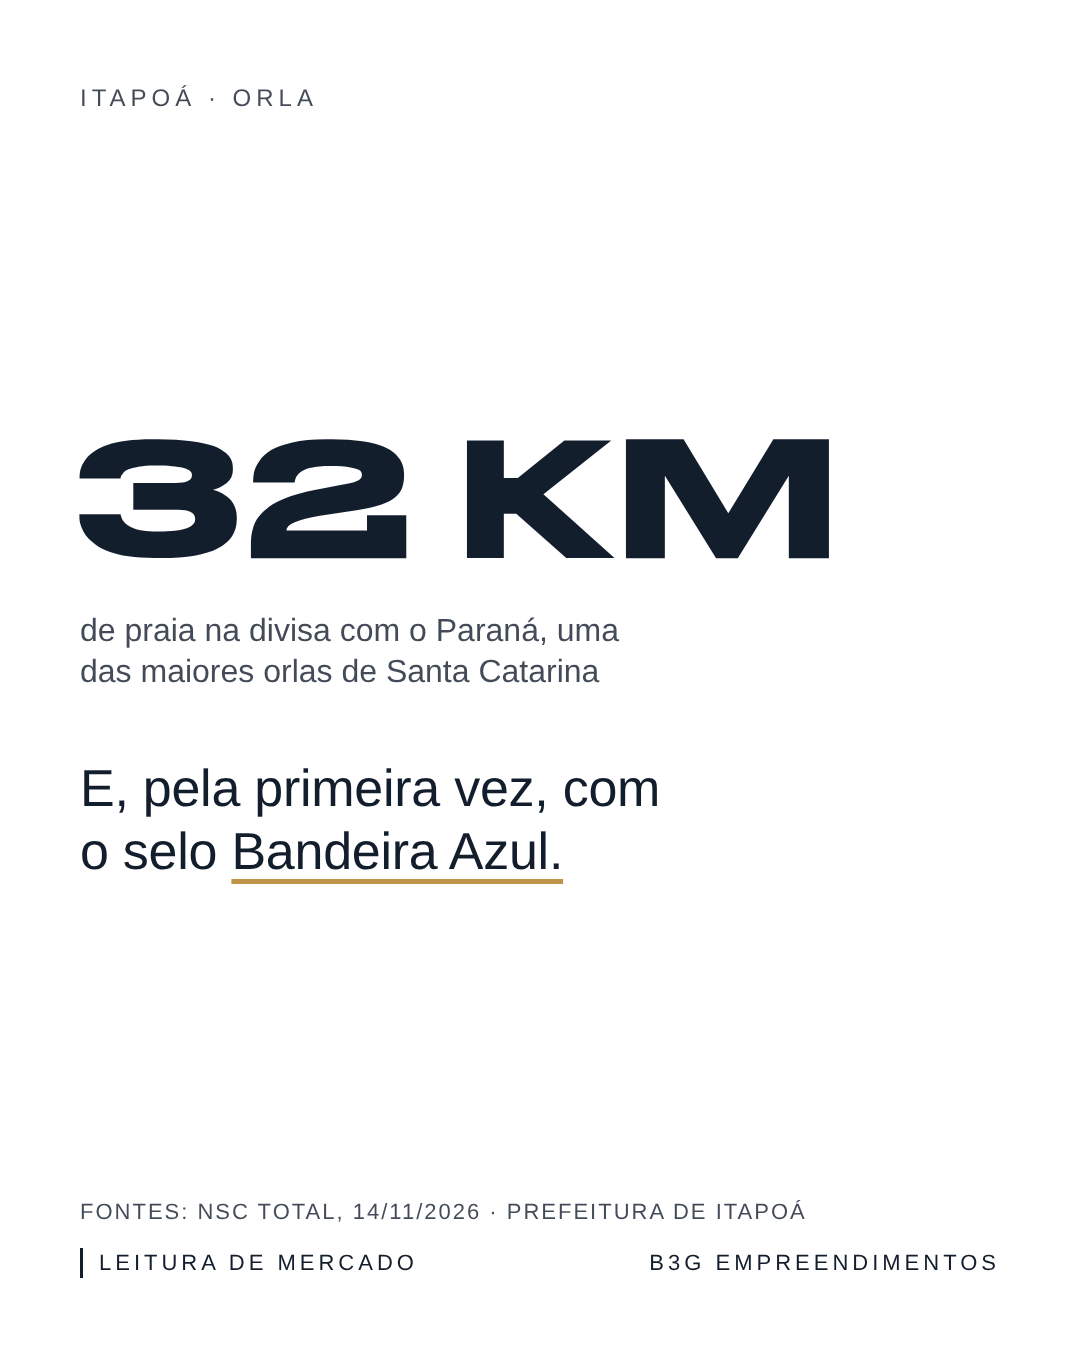 ITAPOÁ · ORLA
32 KM
de praia na divisa com o Paraná, uma
das maiores orlas de Santa Catarina
E, pela primeira vez, com
o selo Bandeira Azul.
FONTES: NSC TOTAL, 14/11/2026 · PREFEITURA DE ITAPOÁ
LEITURA DE MERCADO
B3G EMPREENDIMENTOS